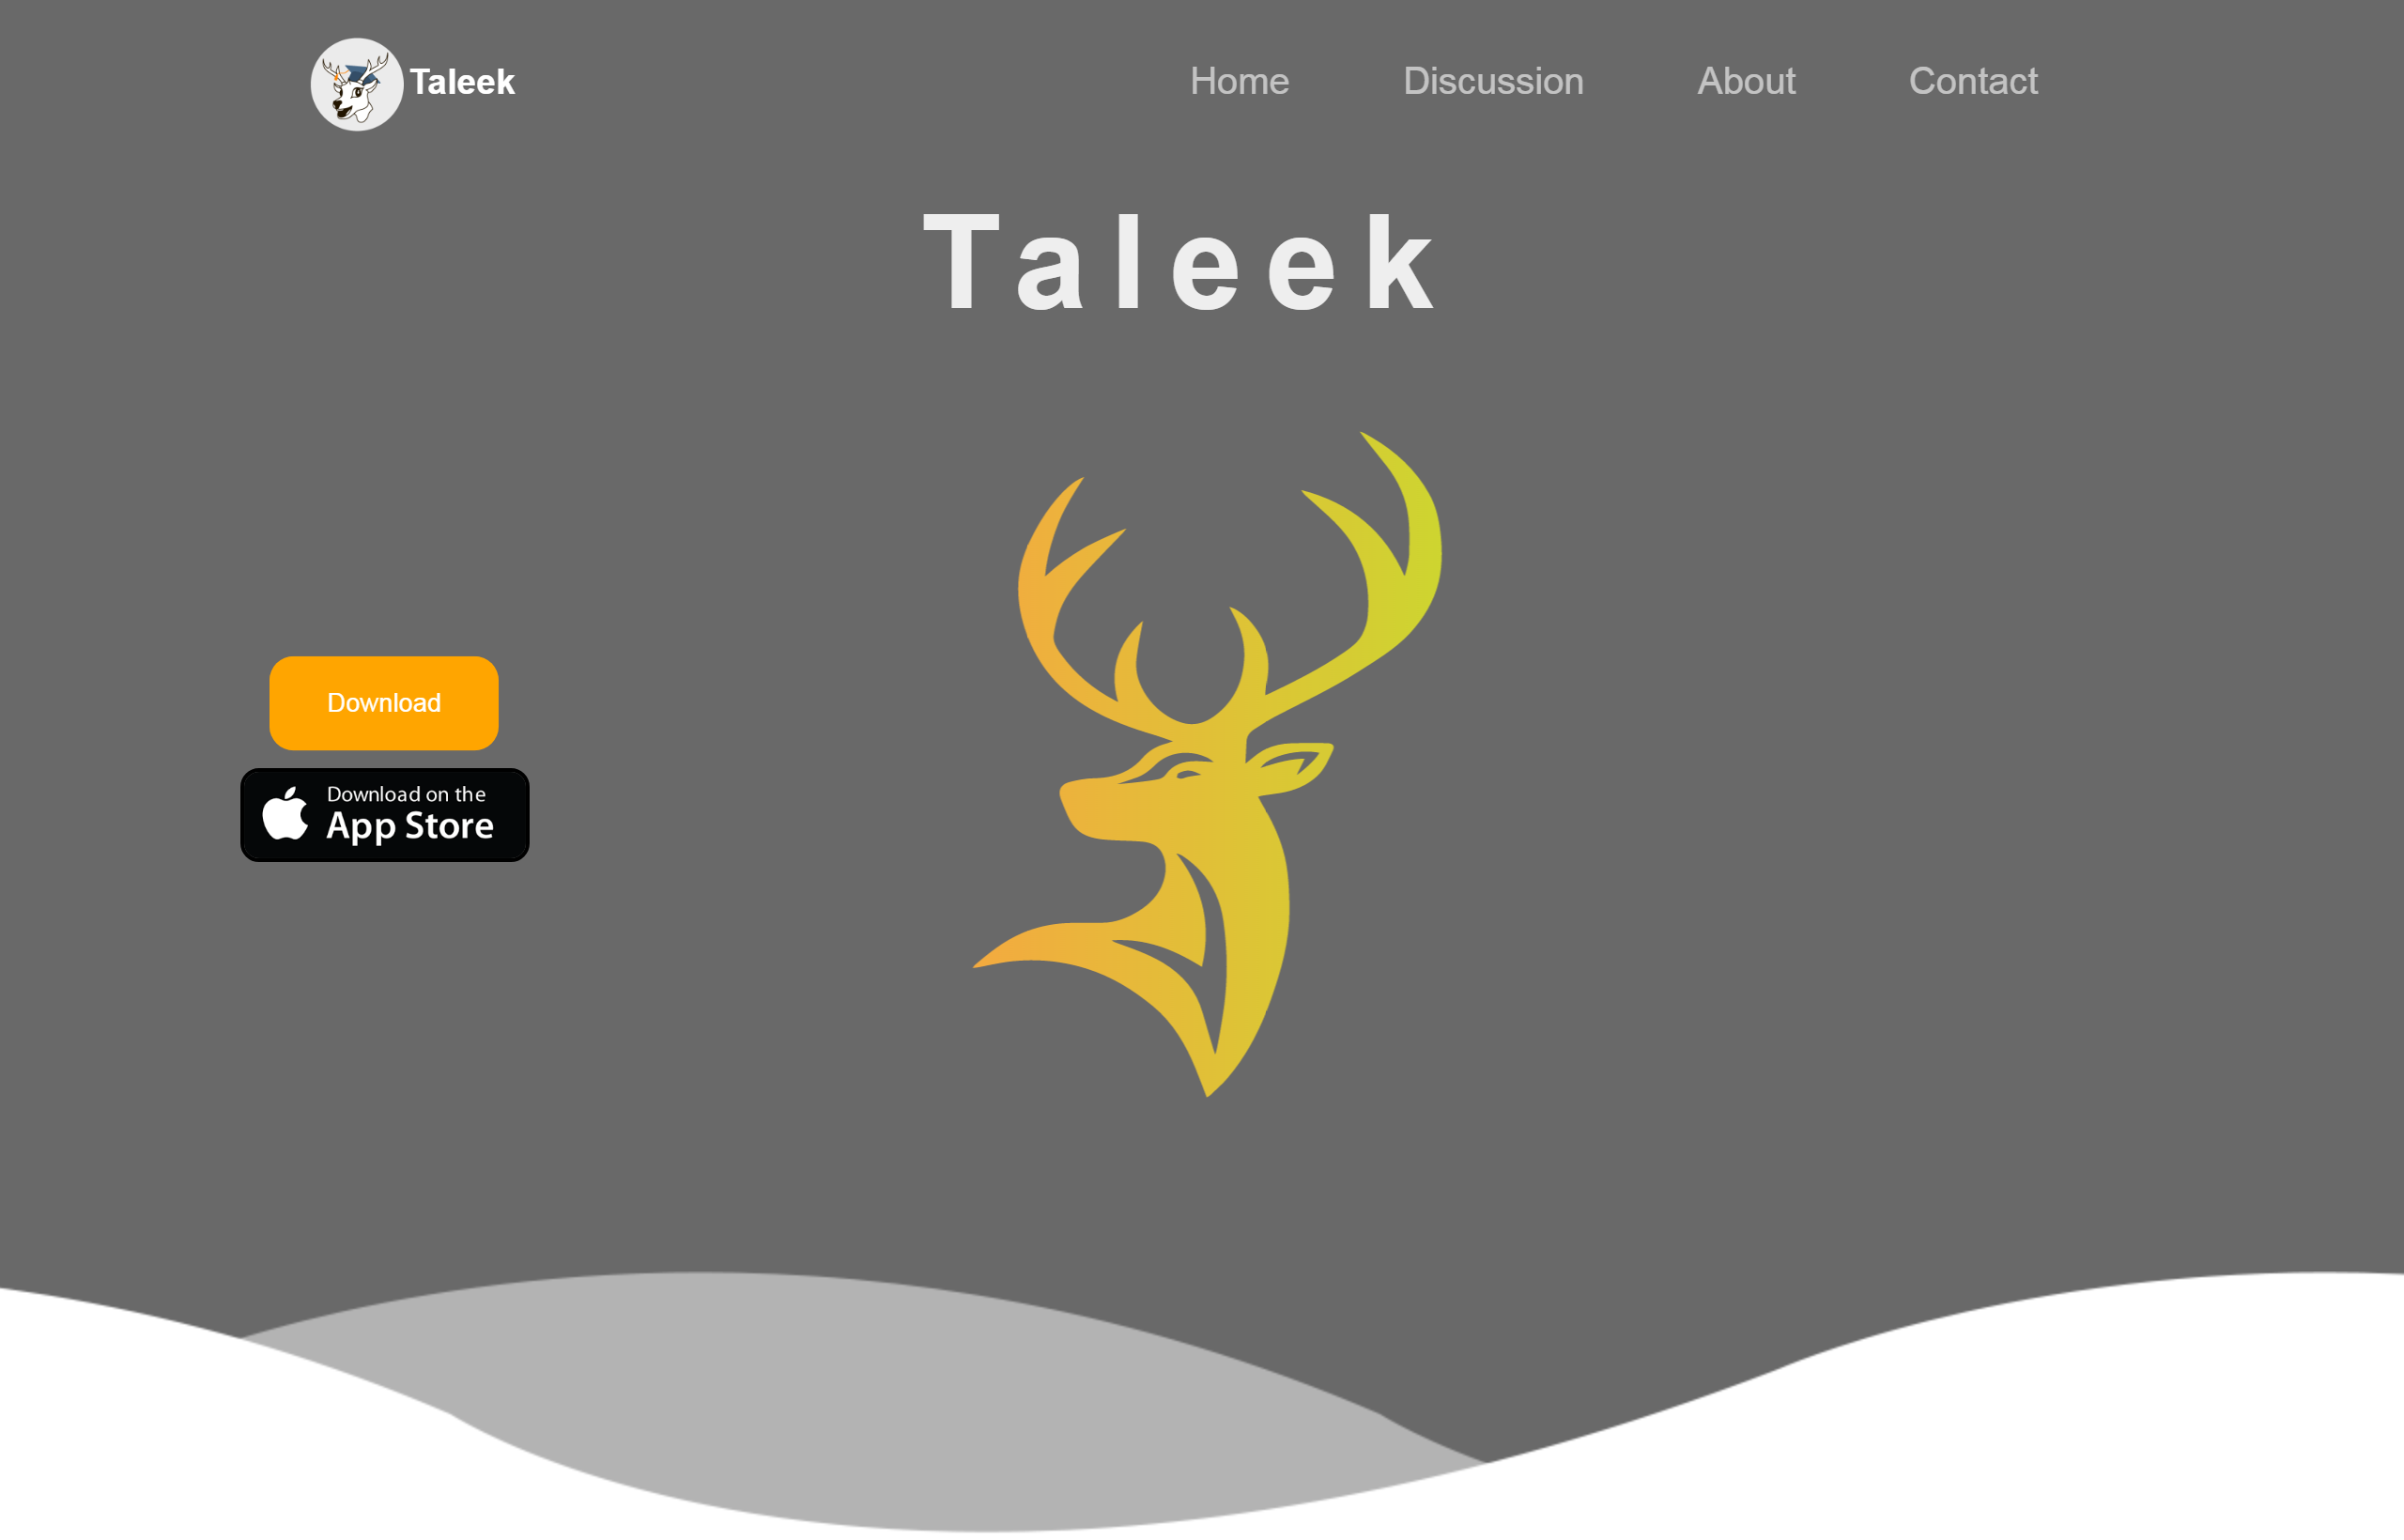 Taleek
Home
Discussion
About
Contact
Taleek
Download
Download on the
App Store